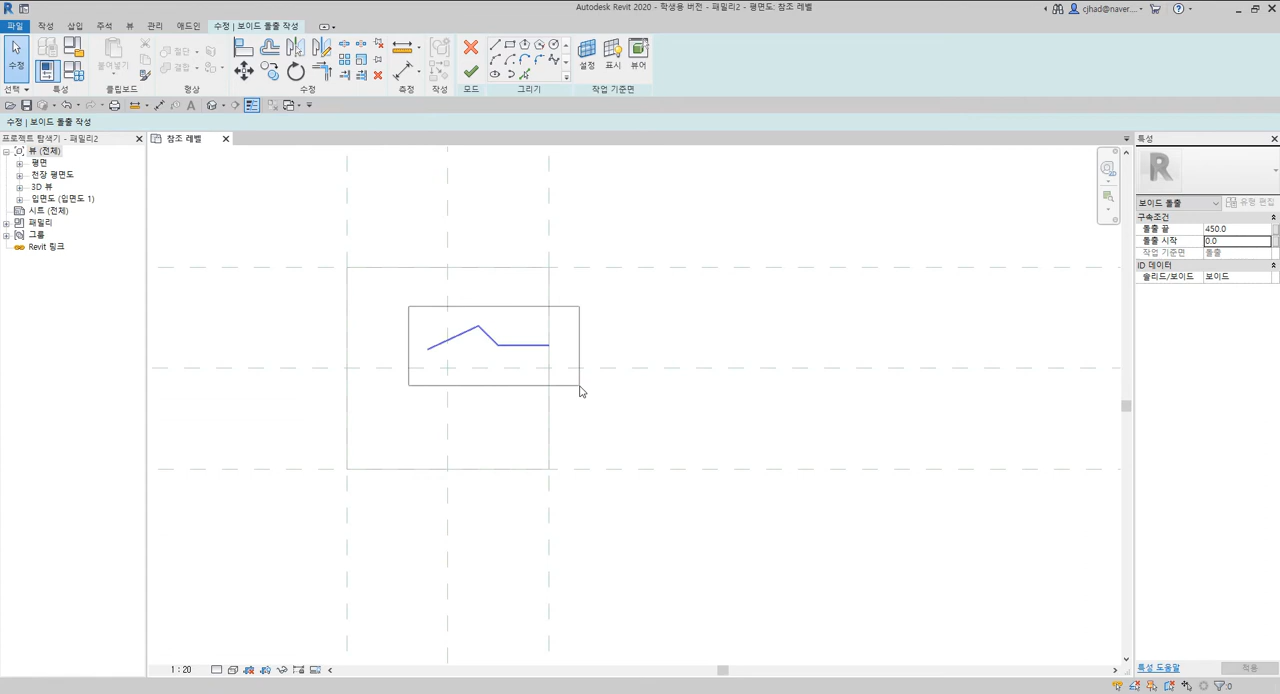 Autodesk Revit 2020 - 학생용 버전 - 패밀리2 - 평면도: 참조 레벨
cjhad@naver....
파일 작성 삽입 주석 뷰 관리 애드인 수정 | 보이드 돌출 작성
수정
붙여넣기
절단
결합
설정 표시 뷰어
선택 특성 클립보드 형상 수정 측정 작성 모드 그리기 작업 기준면
수정 | 보이드 돌출 작성
프로젝트 탐색기 - 패밀리2
뷰 (전체)
평면
천장 평면도
3D 뷰
입면도 (입면도 1)
시트 (전체)
패밀리
그룹
Revit 링크
참조 레벨
특성
보이드 돌출
유형 편집
구속조건
돌출 끝 450.0
돌출 시작 0.0
작업 기준면 돌출
ID 데이터
솔리드/보이드 보이드
특성 도움말
적용
1 : 20
:0